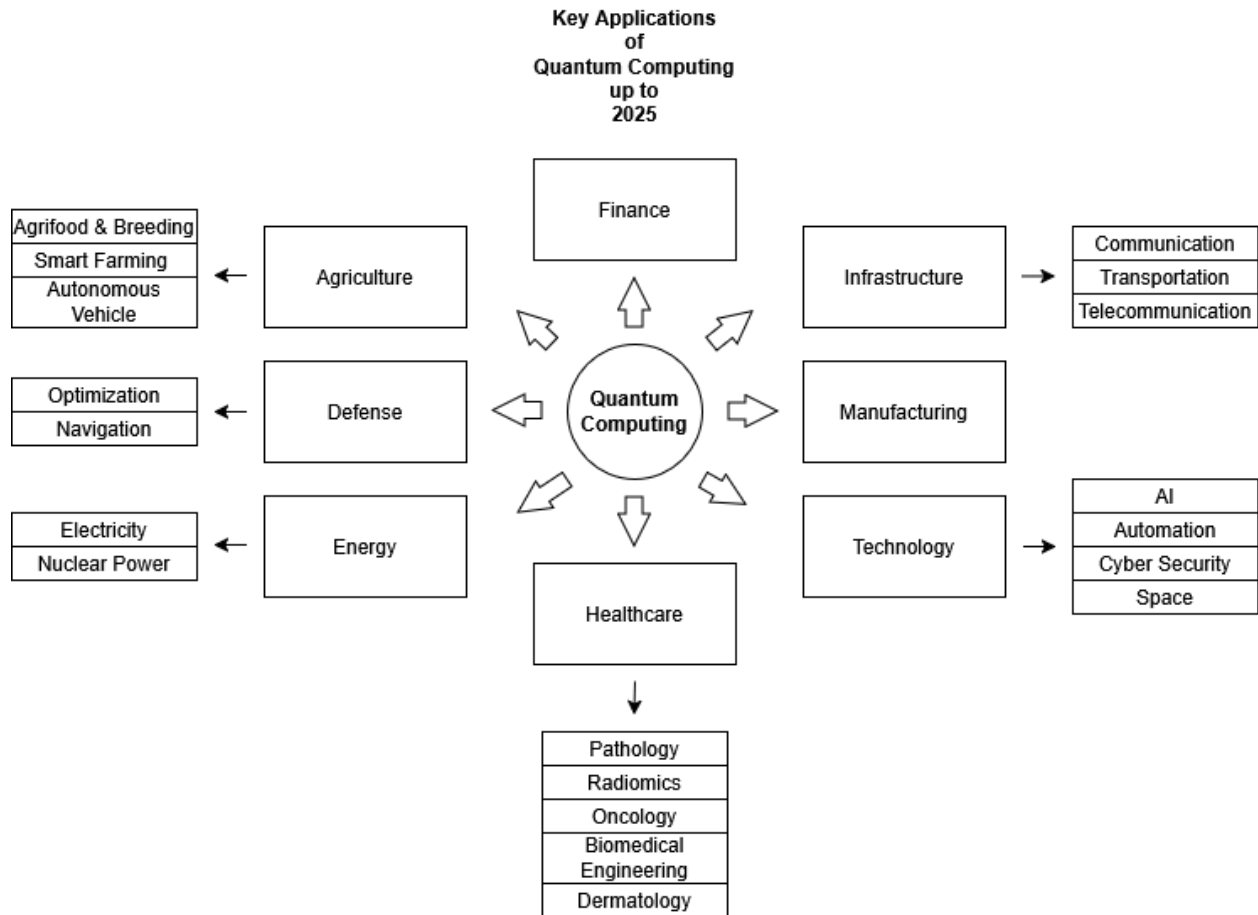 Key Applications
of
Quantum Computing
up to
2025
Finance
Agrifood & Breeding
Smart Farming
Autonomous
Vehicle
Agriculture
Infrastructure
Communication
Transportation
Telecommunication
Optimization
Navigation
Defense
Quantum
Computing
Manufacturing
Electricity
Nuclear Power
Energy
Technology
AI
Automation
Cyber Security
Space
Healthcare
Pathology
Radiomics
Oncology
Biomedical
Engineering
Dermatology